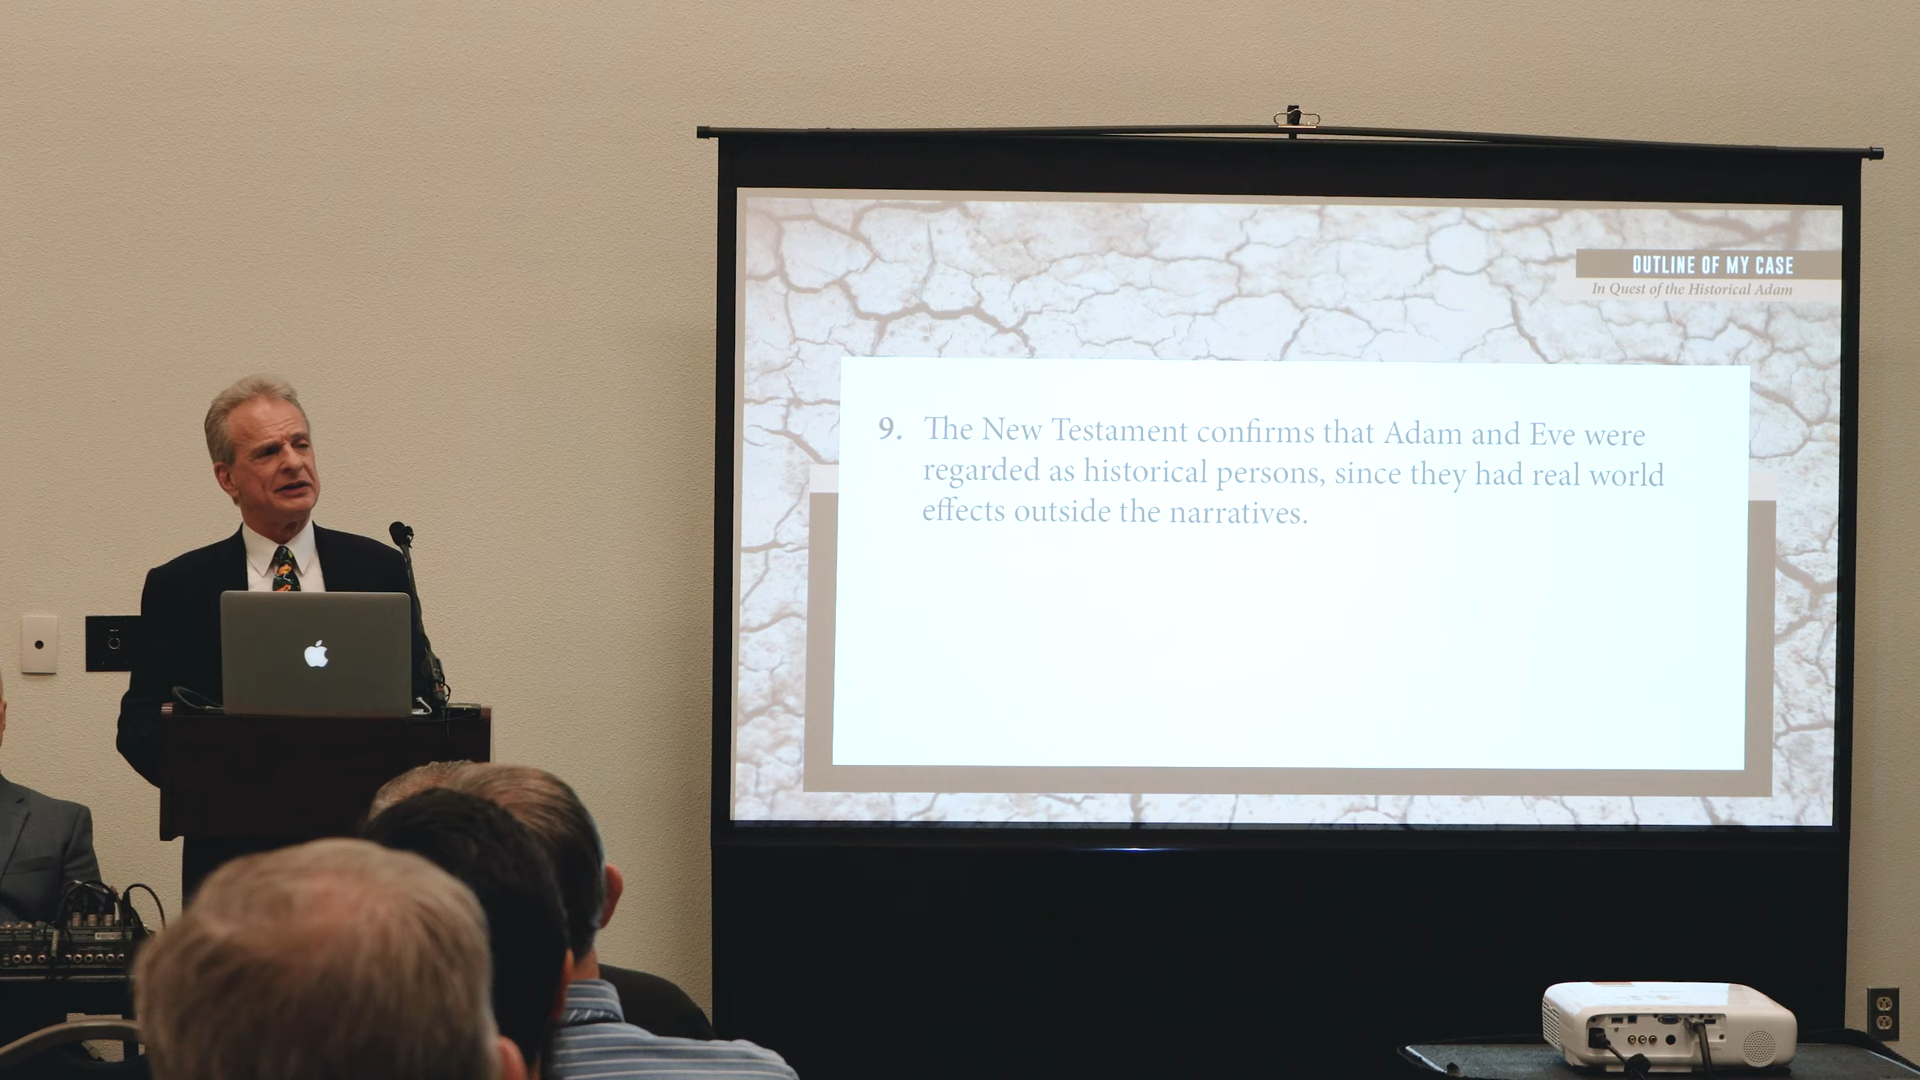 OUTLINE OF MY CASE
In Quest of the Historical Adam
9. The New Testament confirms that Adam and Eve were
regarded as historical persons, since they had real world
effects outside the narratives.